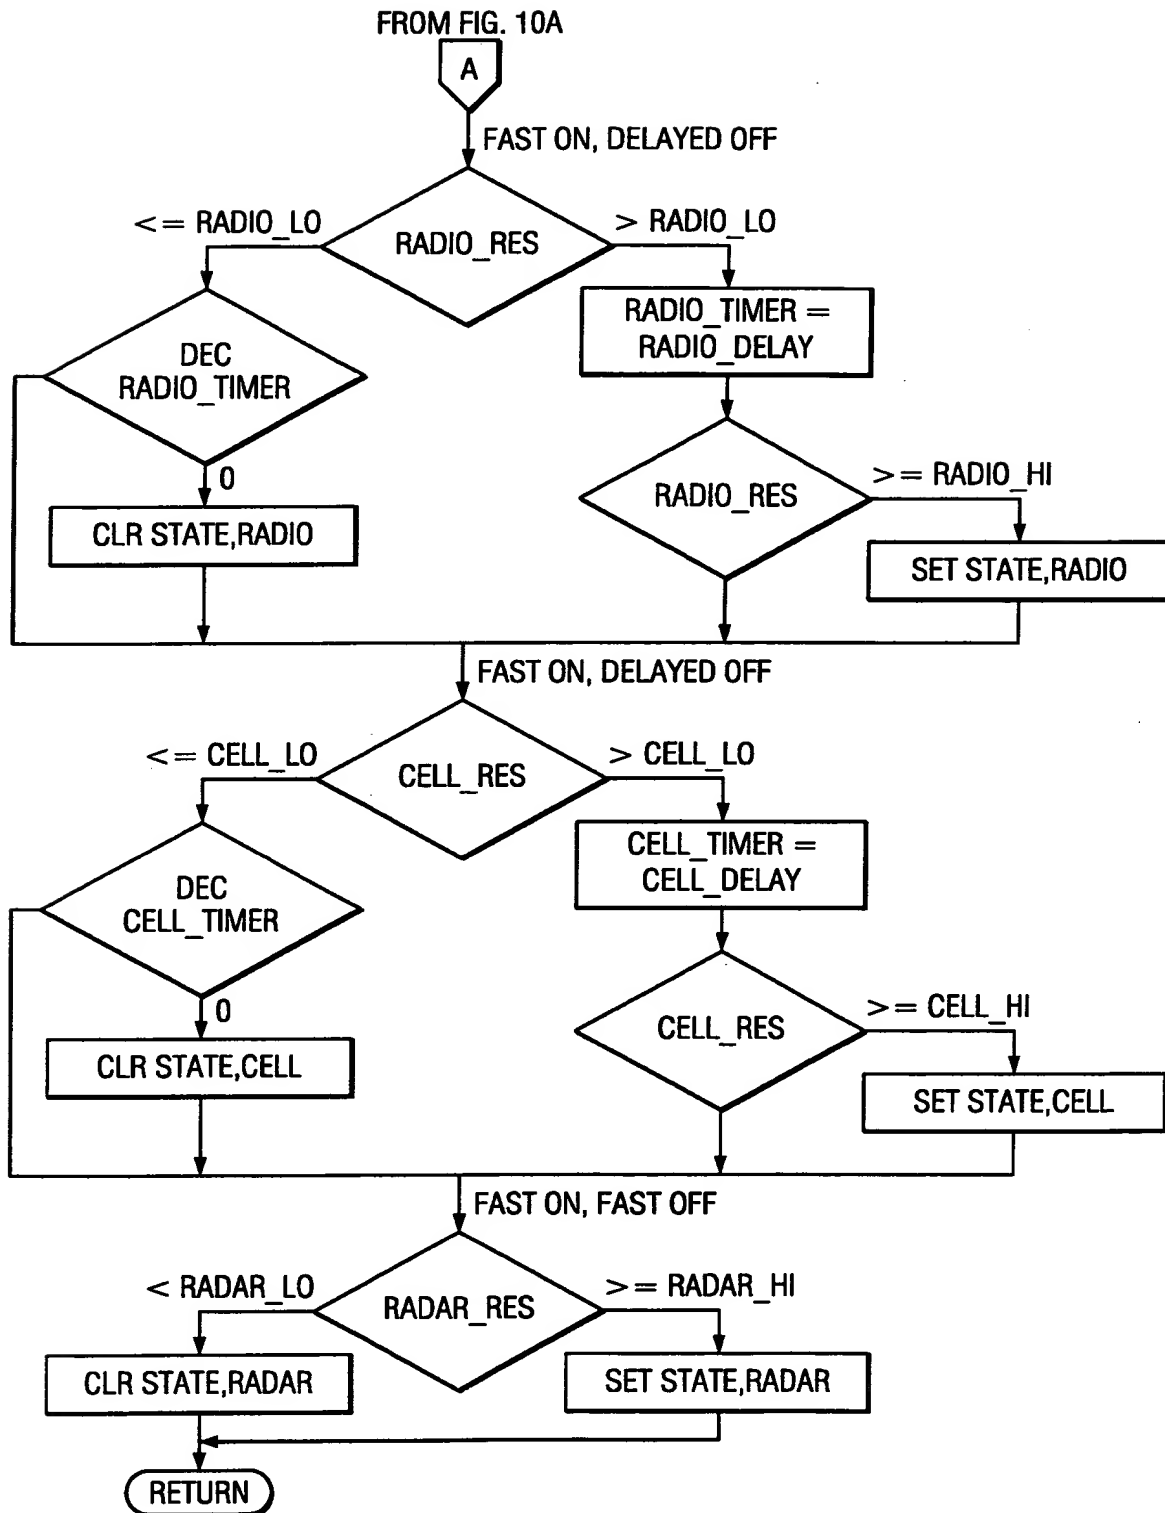 FROM FIG. 10A
A
FAST ON, DELAYED OFF
<= RADIO_LO
RADIO_RES
> RADIO_LO
RADIO_TIMER =
RADIO_DELAY
DEC
RADIO_TIMER
0
CLR STATE,RADIO
RADIO_RES
>= RADIO_HI
SET STATE,RADIO
FAST ON, DELAYED OFF
<= CELL_LO
CELL_RES
> CELL_LO
CELL_TIMER =
CELL_DELAY
DEC
CELL_TIMER
0
CLR STATE,CELL
CELL_RES
>= CELL_HI
SET STATE,CELL
FAST ON, FAST OFF
< RADAR_LO
RADAR_RES
>= RADAR_HI
CLR STATE,RADAR
SET STATE,RADAR
RETURN